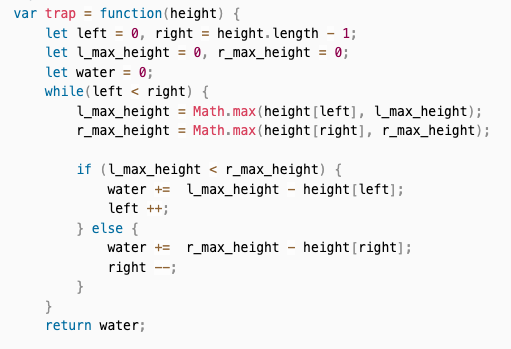 var trap = function(height) {
    let left = 0, right = height.length - 1;
    let l_max_height = 0, r_max_height = 0;
    let water = 0;
    while(left < right) {
        l_max_height = Math.max(height[left], l_max_height);
        r_max_height = Math.max(height[right], r_max_height);

        if (l_max_height < r_max_height) {
            water +=  l_max_height - height[left];
            left ++;
        } else {
            water +=  r_max_height - height[right];
            right --;
        }
    }
    return water;